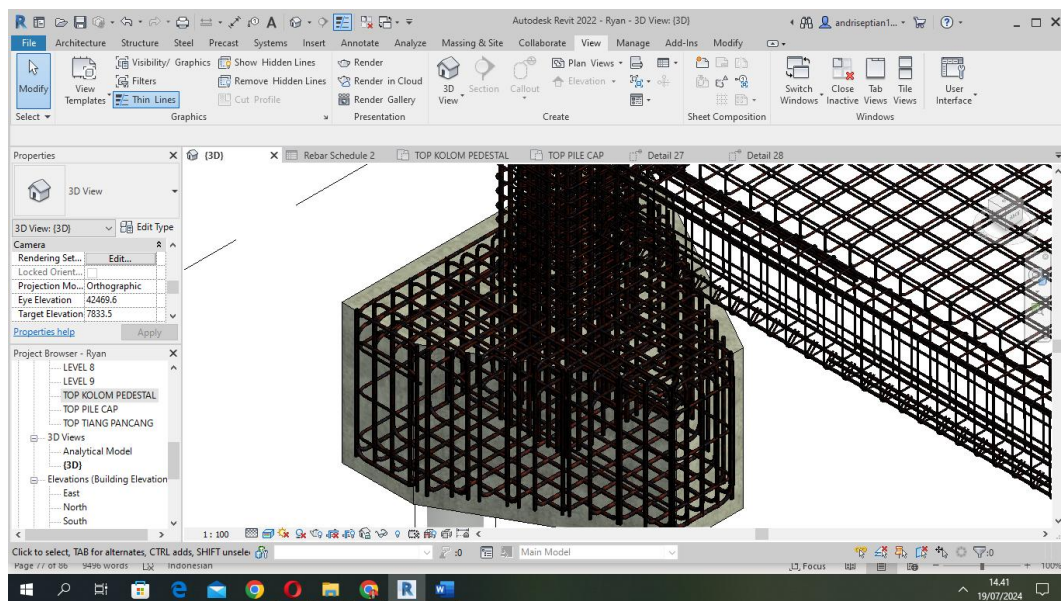 Autodesk Revit 2022 - Ryan - 3D View: {3D}
andriseptian1...
File Architecture Structure Steel Precast Systems Insert Annotate Analyze Massing & Site Collaborate View Manage Add-Ins Modify
Modify
View Templates
Visibility/ Graphics
Filters
Thin Lines
Show Hidden Lines
Remove Hidden Lines
Cut Profile
Render
Render in Cloud
Render Gallery
3D View
Section
Callout
Plan Views
Elevation
Switch Windows
Close Inactive
Tab Views
Tile Views
User Interface
Select
Graphics
Presentation
Create
Sheet Composition
Windows
Properties
{3D}
Rebar Schedule 2
TOP KOLOM PEDESTAL
TOP PILE CAP
Detail 27
Detail 28
3D View
3D View: {3D}
Edit Type
Camera
Rendering Set... Edit...
Locked Orient...
Projection Mo... Orthographic
Eye Elevation 42469.6
Target Elevation 7833.5
Properties help Apply
Project Browser - Ryan
LEVEL 8
LEVEL 9
TOP KOLOM PEDESTAL
TOP PILE CAP
TOP TIANG PANCANG
3D Views
Analytical Model
{3D}
Elevations (Building Elevation
East
North
South
1 : 100
Click to select, TAB for alternates, CTRL adds, SHIFT unsele
:0
Main Model
:0
Page 77 of 86 9496 words Indonesian
Focus
100%
14.41
19/07/2024